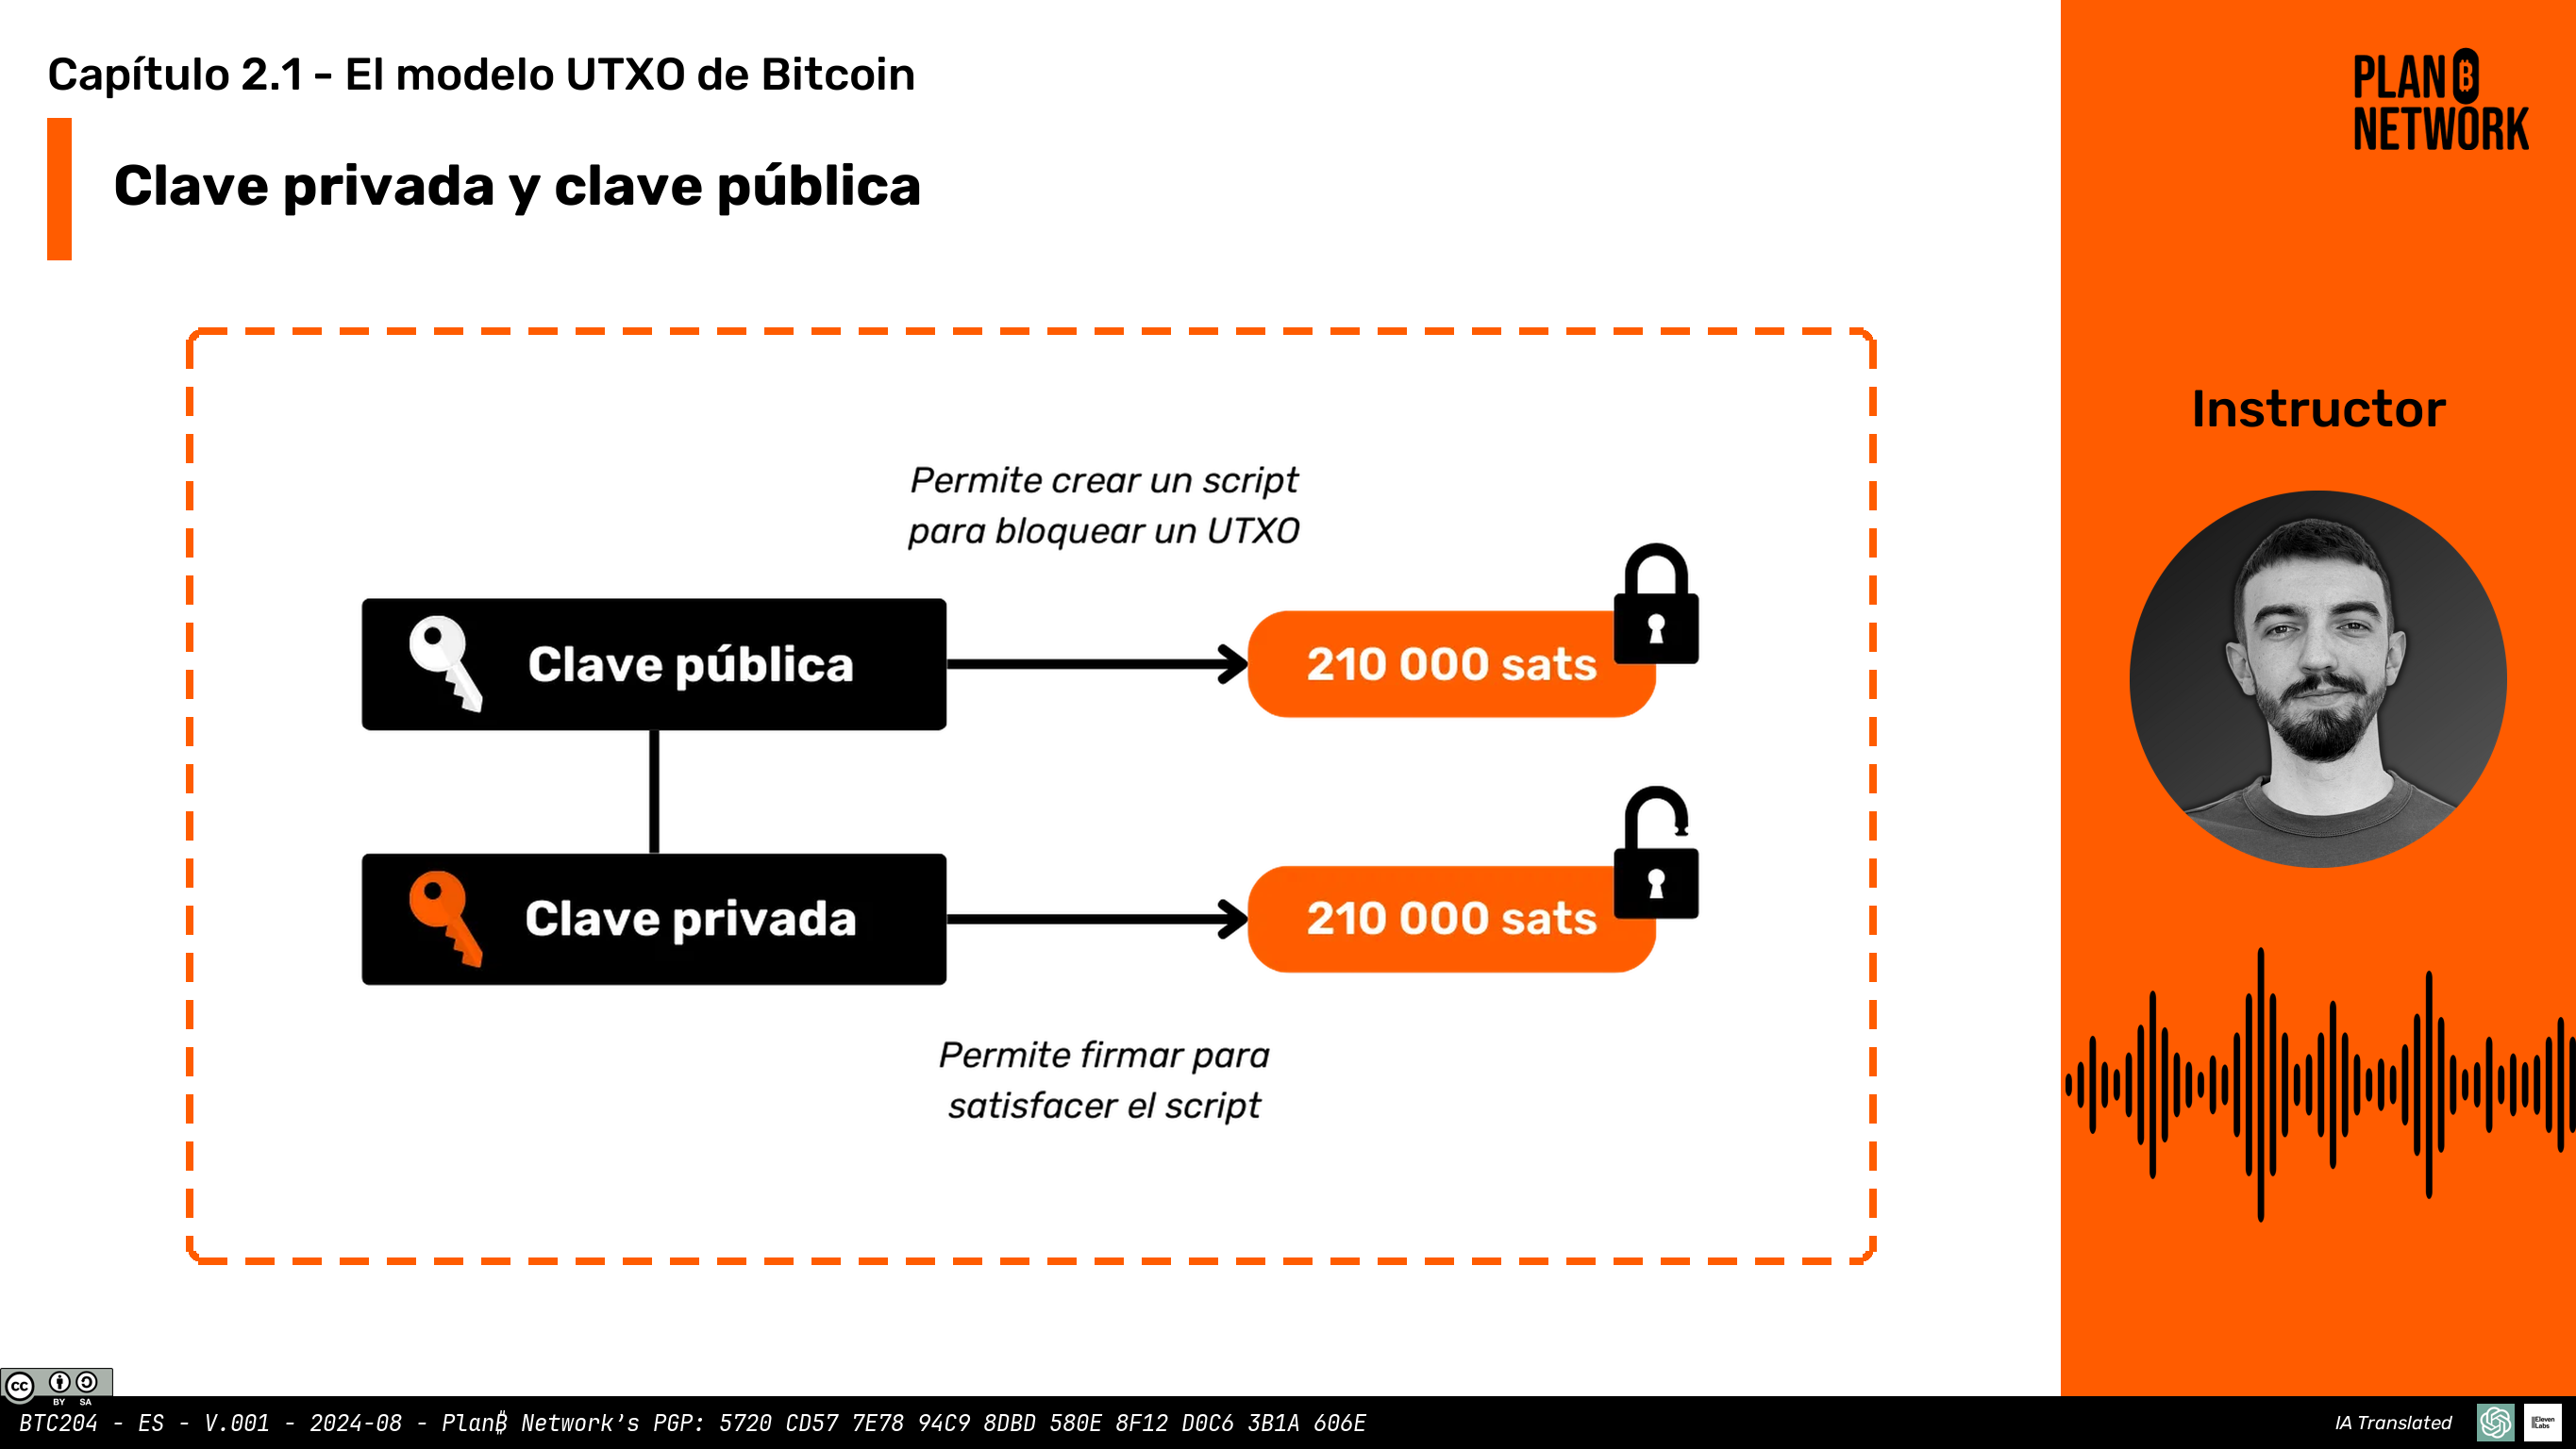 Capítulo 2.1 - El modelo UTXO de Bitcoin
Clave privada y clave pública
PLAN B
NETWORK
Instructor
Permite crear un script
para bloquear un UTXO
Clave pública
210 000 sats
Clave privada
210 000 sats
Permite firmar para
satisfacer el script
cc
BY SA
BTC204 - ES - V.001 - 2024-08 - Plan₿ Network's PGP: 5720 CD57 7E78 94C9 8DBD 580E 8F12 D0C6 3B1A 606E
IA Translated
ElevenLabs